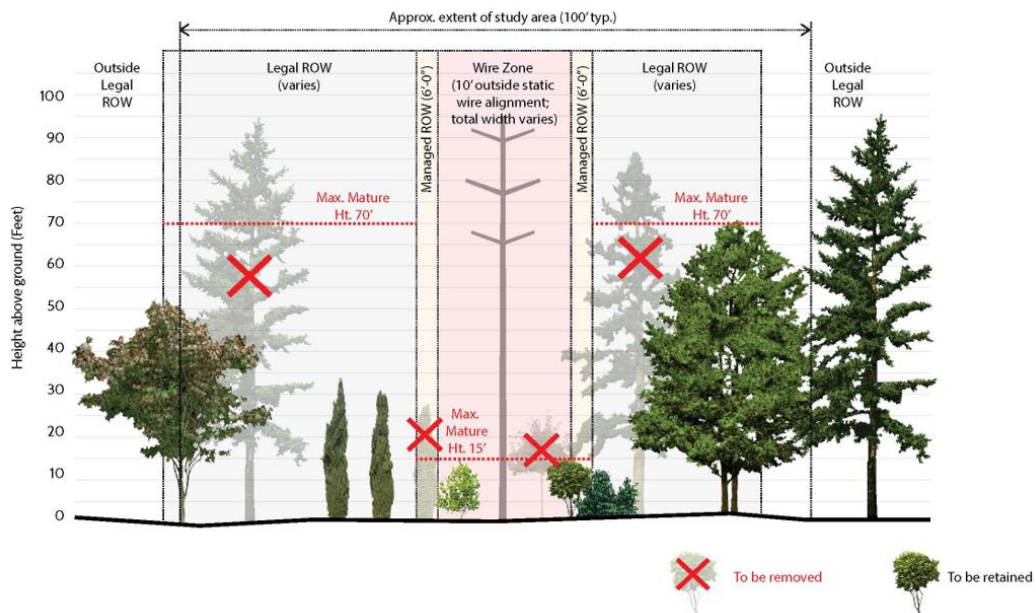 Approx. extent of study area (100' typ.)
Outside
Legal
ROW
Legal ROW
(varies)
Managed ROW (6'-0")
Wire Zone
(10' outside static
wire alignment;
total width varies)
Managed ROW (6'-0")
Legal ROW
(varies)
Outside
Legal
ROW
Height above ground (Feet)
100
90
80
70
60
50
40
30
20
10
0
Max. Mature
Ht. 70'
Max. Mature
Ht. 70'
Max.
Mature
Ht. 15'
To be removed
To be retained